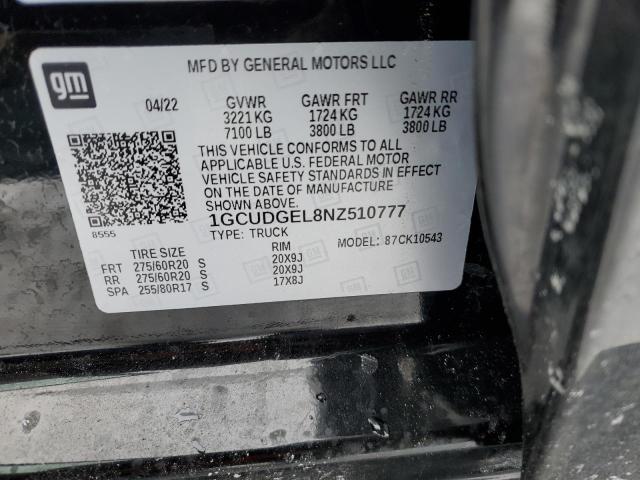 gm
MFD BY GENERAL MOTORS LLC
04/22 GVWR GAWR FRT GAWR RR
3221 KG 1724 KG 1724 KG
7100 LB 3800 LB 3800 LB
THIS VEHICLE CONFORMS TO ALL
APPLICABLE U.S. FEDERAL MOTOR
VEHICLE SAFETY STANDARDS IN EFFECT
ON THE DATE OF MANUFACTURE
SHOWN ABOVE.
1GCUDGEL8NZ510777
8555 TYPE: TRUCK MODEL: 87CK10543
TIRE SIZE RIM
FRT 275/60R20 S 20X9J
RR 275/60R20 S 20X9J
SPA 255/80R17 S 17X8J